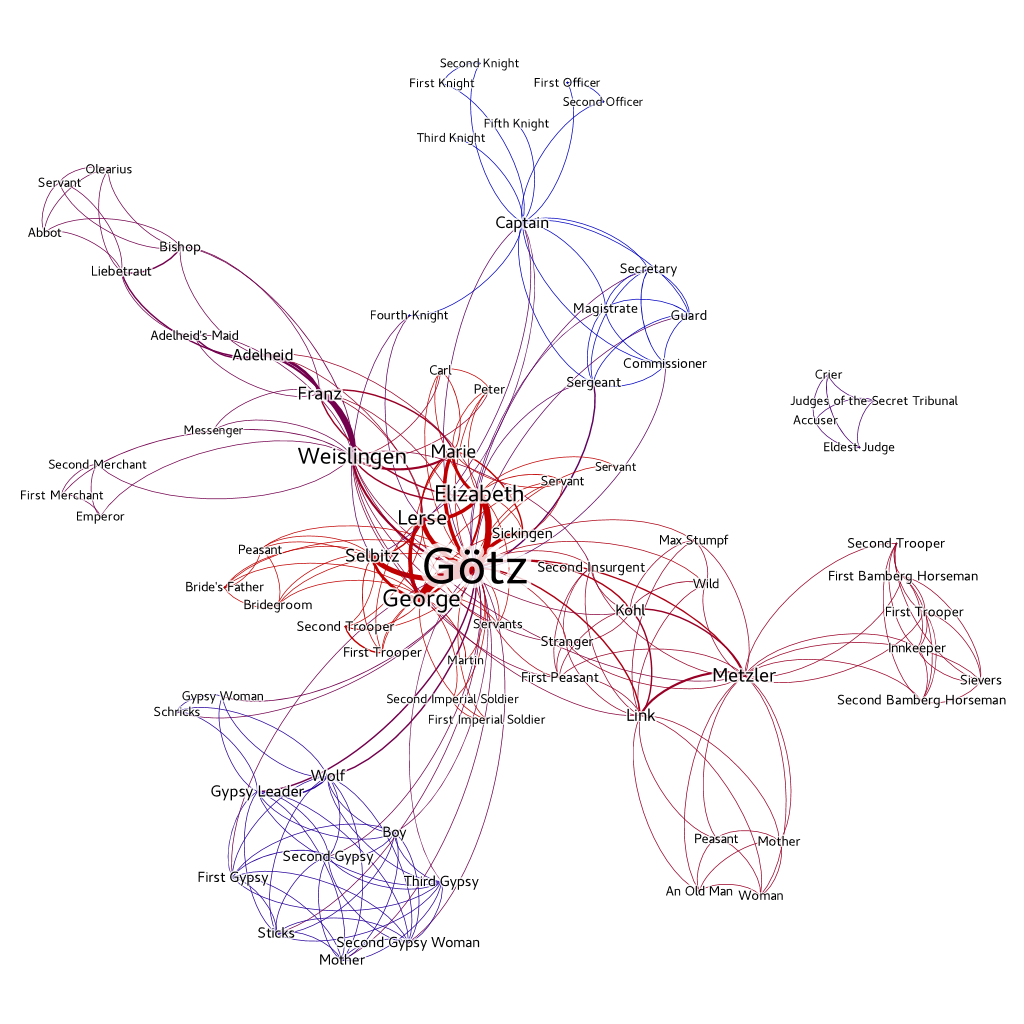 Second Knight
First Knight
First Officer
Second Officer
Fifth Knight
Third Knight
Olearius
Servant
Captain
Abbot
Bishop
Liebetraut
Secretary
Magistrate
Fourth Knight
Guard
Adelheid's Maid
Adelheid
Commissioner
Carl
Crier
Sergeant
Peter
Franz
Judges of the Secret Tribunal
Accuser
Messenger
Eldest Judge
Marie
Weislingen
Second Merchant
Servant
Servant
Elizabeth
First Merchant
Emperor
Lerse
Sickingen
Max Stumpf
Second Trooper
Peasant
Selbitz
Götz
Second Insurgent
First Bamberg Horseman
Wild
Bride's Father
George
Bridegroom
Kohl
First Trooper
Second Trooper
Servants
Stranger
Innkeeper
First Trooper
Martin
First Peasant
Metzler
Sievers
Gypsy Woman
Second Imperial Soldier
Second Bamberg Horseman
Schricks
First Imperial Soldier
Link
Wolf
Gypsy Leader
Boy
Peasant
Mother
Second Gypsy
First Gypsy
Third Gypsy
An Old Man
Woman
Sticks
Second Gypsy Woman
Mother